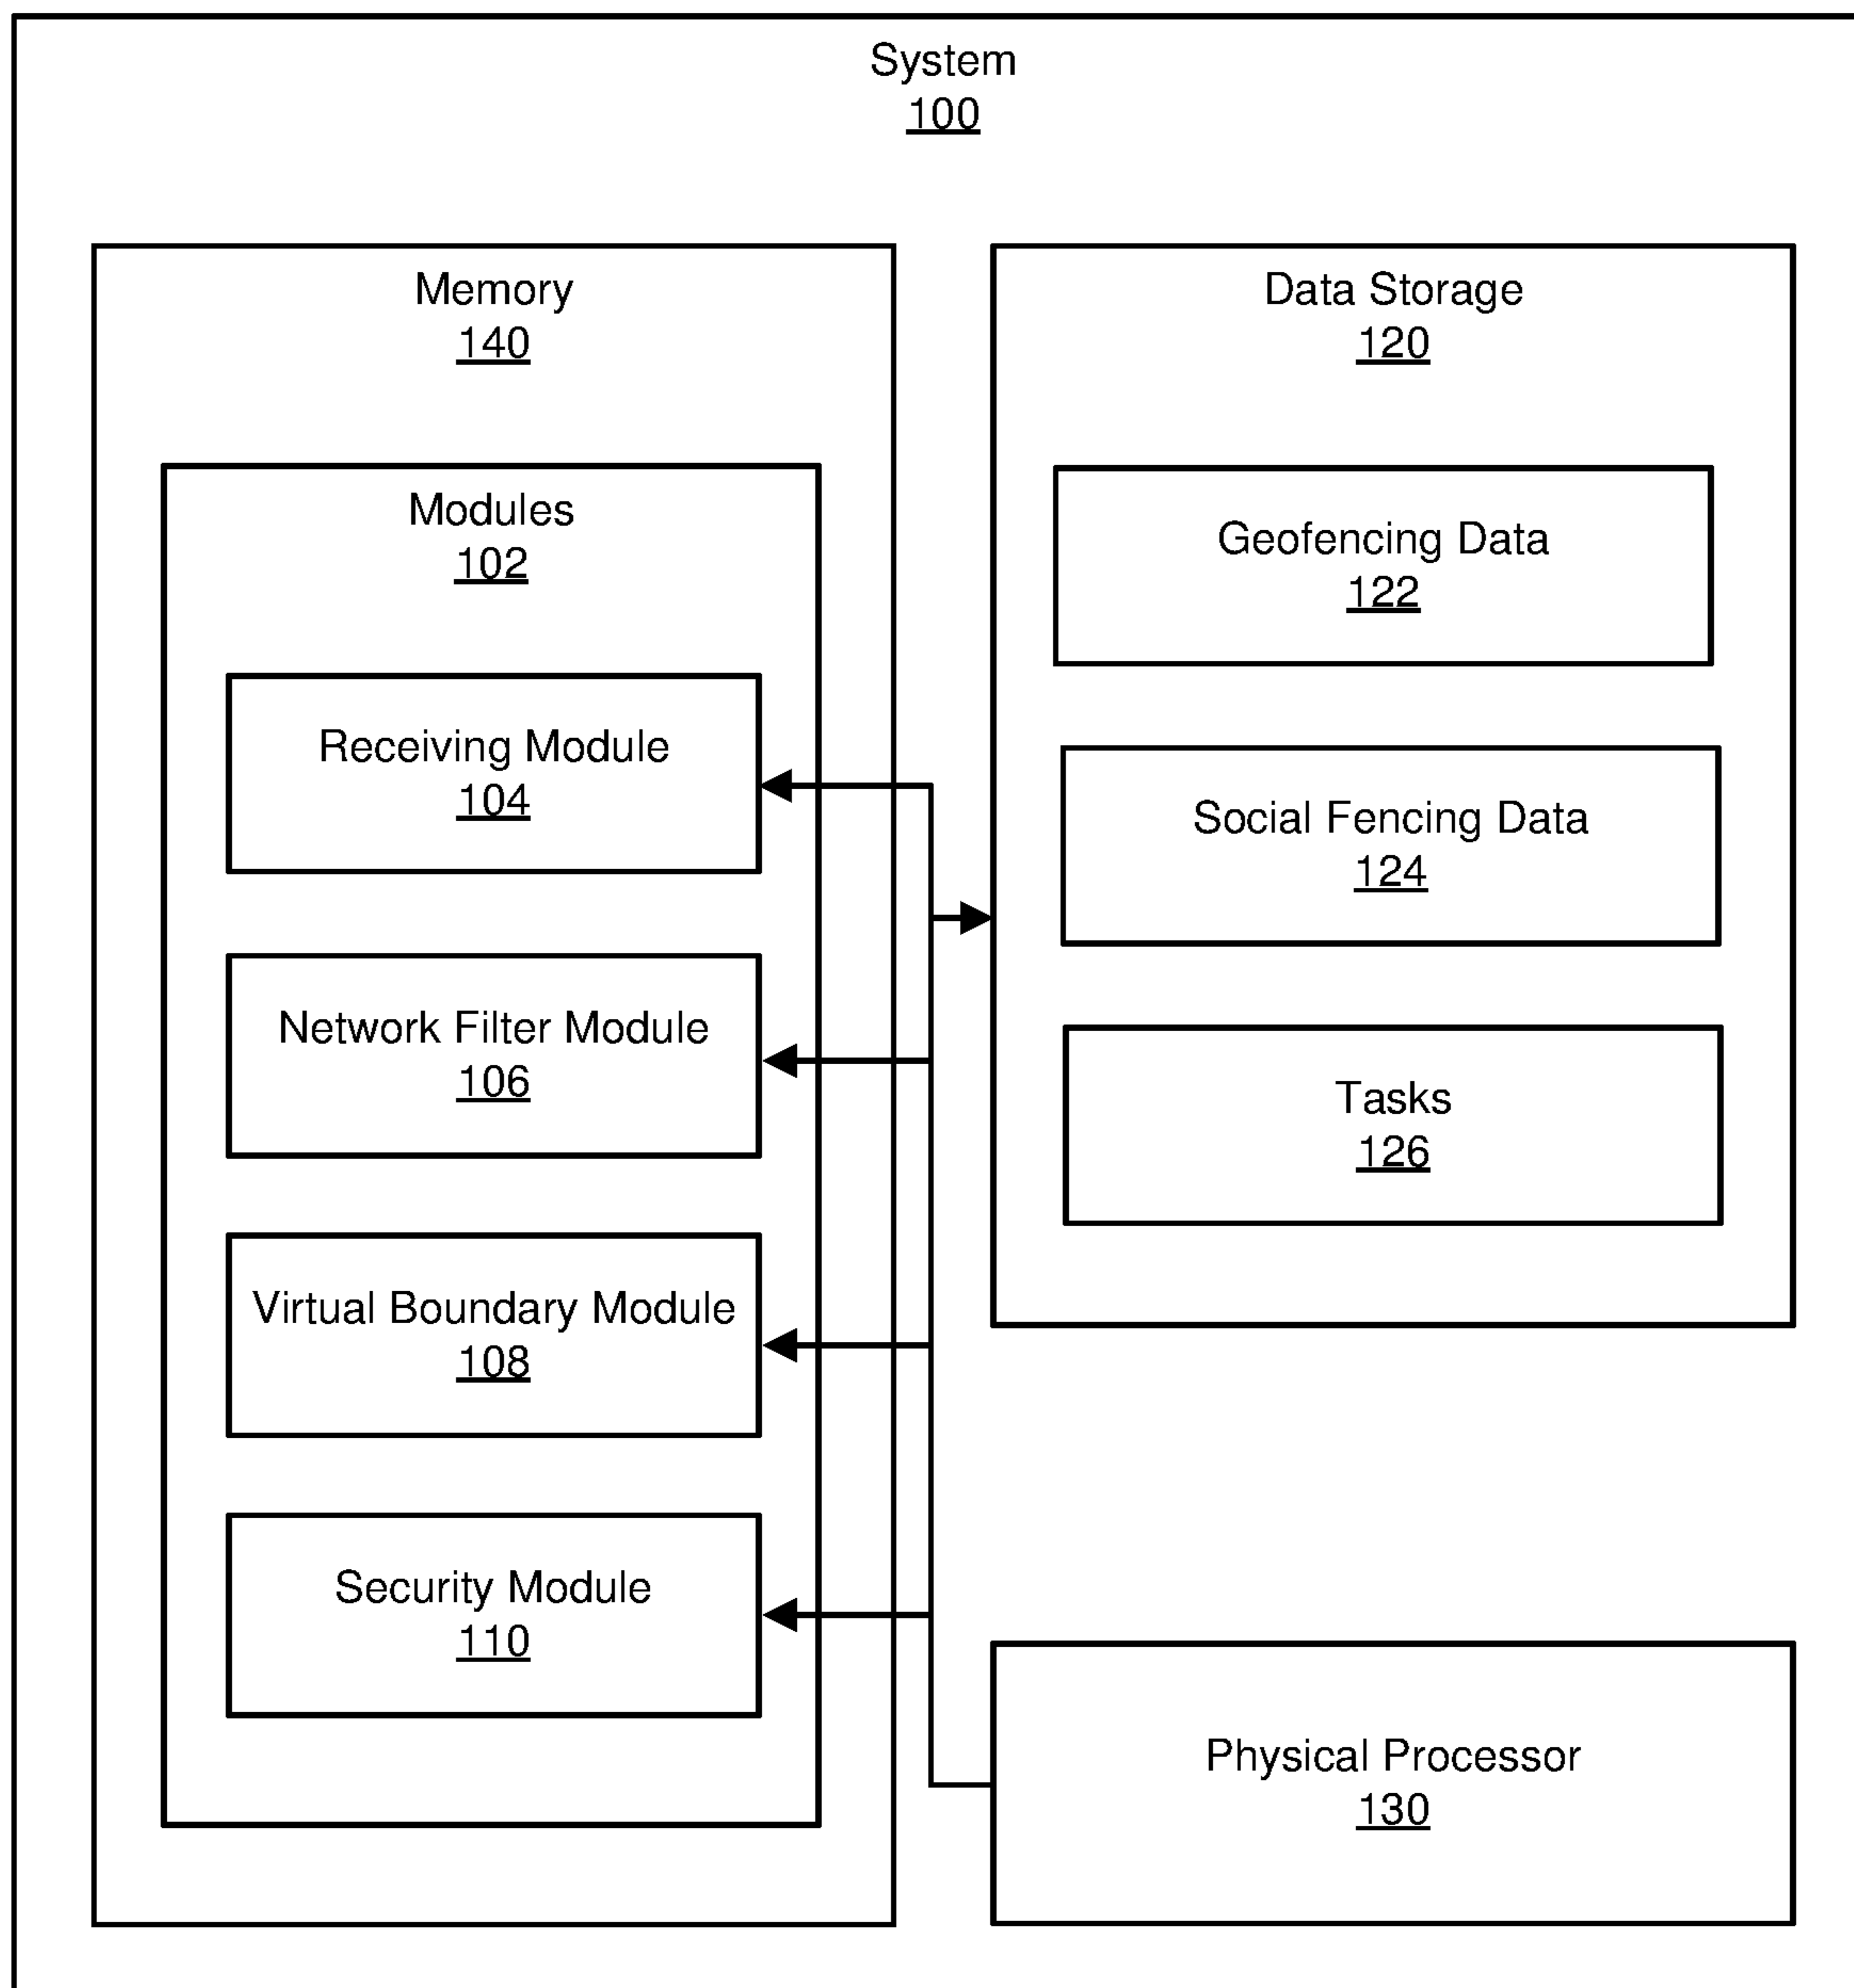 System
100
Memory
140
Modules
102
Receiving Module
104
Network Filter Module
106
Virtual Boundary Module
108
Security Module
110
Data Storage
120
Geofencing Data
122
Social Fencing Data
124
Tasks
126
Physical Processor
130